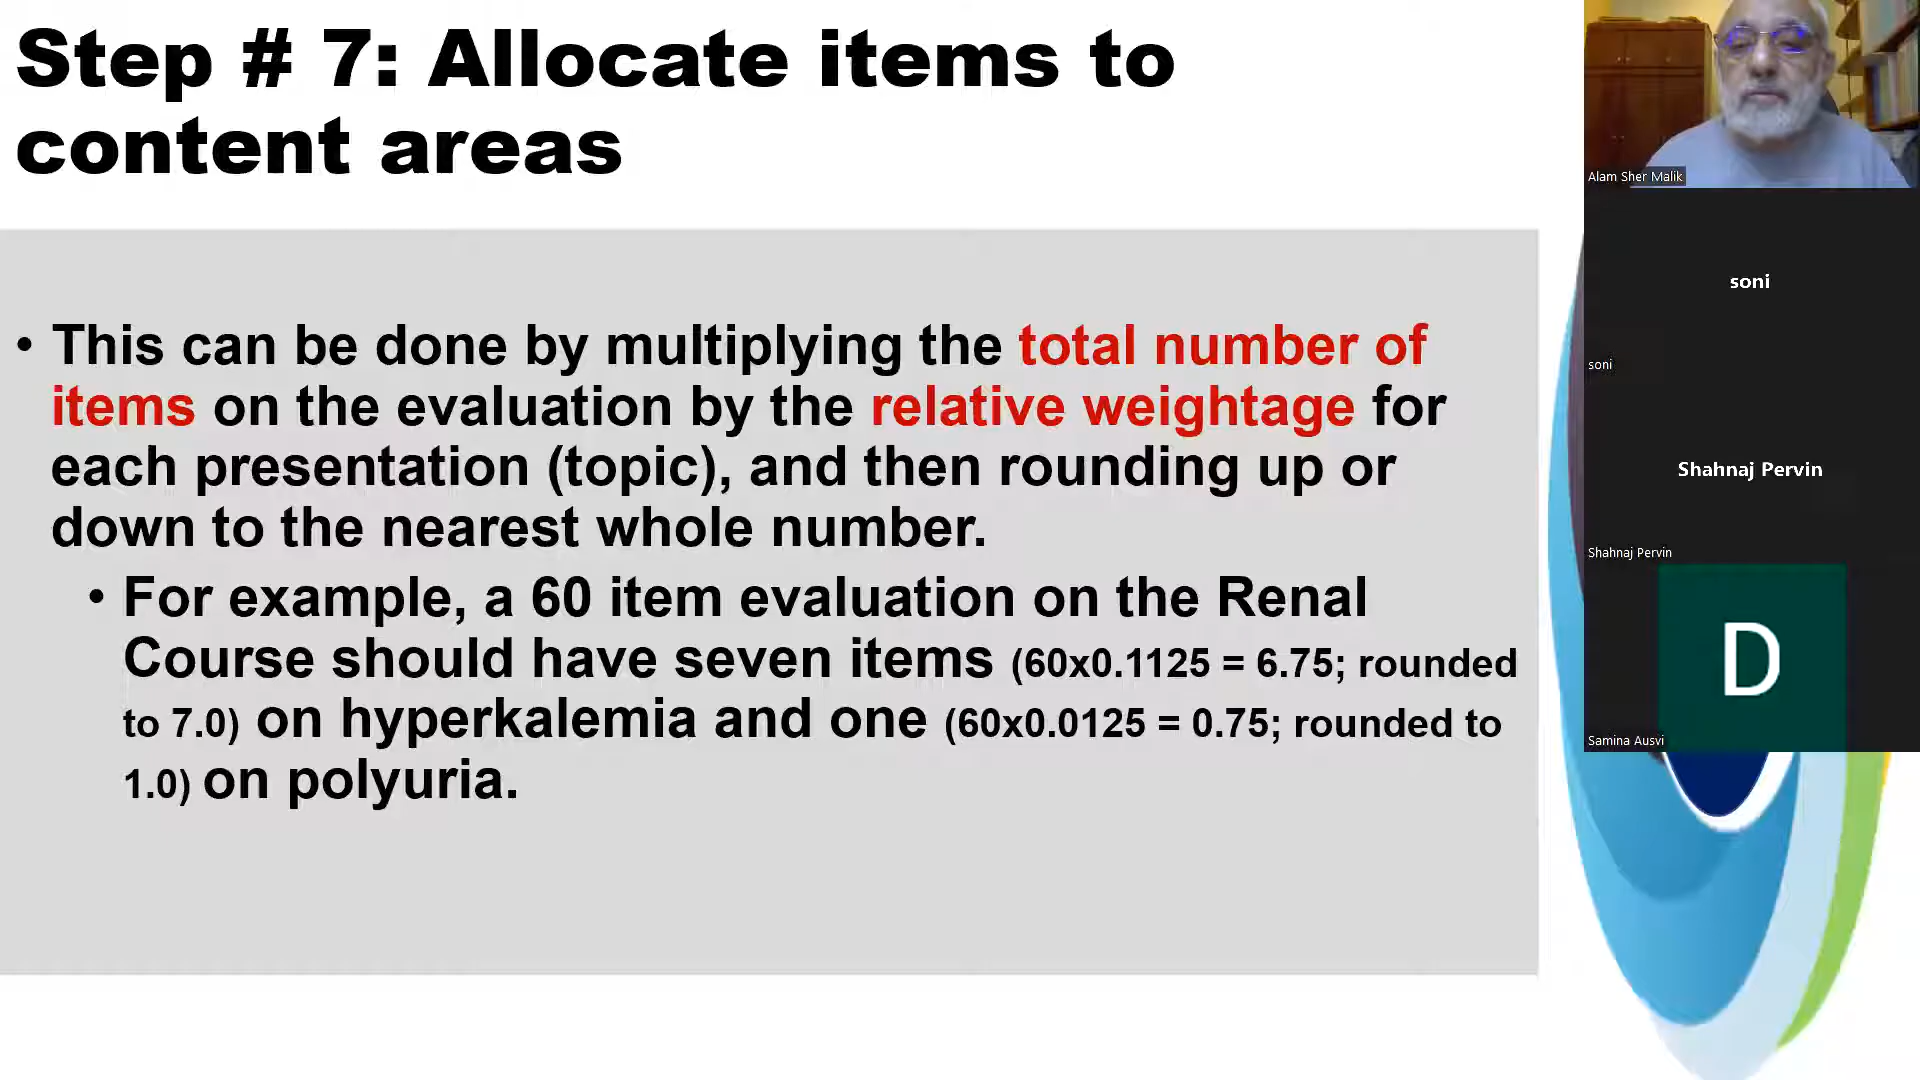 Step # 7: Allocate items to
content areas
• This can be done by multiplying the total number of
items on the evaluation by the relative weightage for
each presentation (topic), and then rounding up or
down to the nearest whole number.
• For example, a 60 item evaluation on the Renal
Course should have seven items (60x0.1125 = 6.75; rounded
to 7.0) on hyperkalemia and one (60x0.0125 = 0.75; rounded to
1.0) on polyuria.
Alam Sher Malik
soni
soni
Shahnaj Pervin
Shahnaj Pervin
D
Samina Ausvi